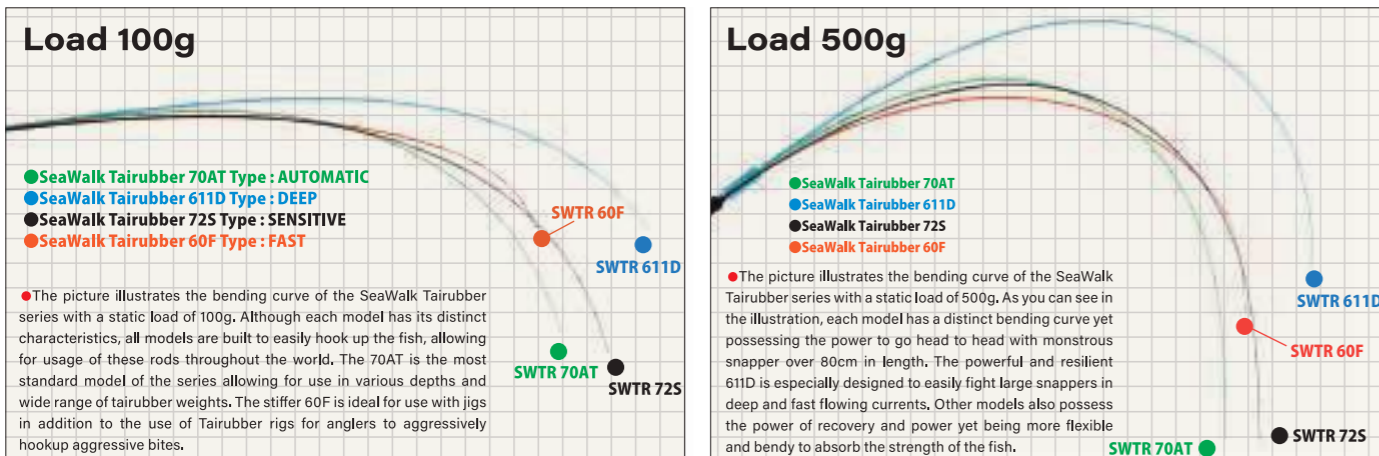 Load 100g
●SeaWalk Tairubber 70AT Type : AUTOMATIC
●SeaWalk Tairubber 611D Type : DEEP
●SeaWalk Tairubber 72S Type : SENSITIVE
●SeaWalk Tairubber 60F Type : FAST
SWTR 60F
SWTR 611D
SWTR 70AT
SWTR 72S
●The picture illustrates the bending curve of the SeaWalk Tairubber
series with a static load of 100g. Although each model has its distinct
characteristics, all models are built to easily hook up the fish, allowing
for usage of these rods throughout the world. The 70AT is the most
standard model of the series allowing for use in various depths and
wide range of tairubber weights. The stiffer 60F is ideal for use with jigs
in addition to the use of Tairubber rigs for anglers to aggressively
hookup aggressive bites.
Load 500g
●SeaWalk Tairubber 70AT
●SeaWalk Tairubber 611D
●SeaWalk Tairubber 72S
●SeaWalk Tairubber 60F
●The picture illustrates the bending curve of the SeaWalk
Tairubber series with a static load of 500g. As you can see in
the illustration, each model has a distinct bending curve yet
possessing the power to go head to head with monstrous
snapper over 80cm in length. The powerful and resilient
611D is especially designed to easily fight large snappers in
deep and fast flowing currents. Other models also possess
the power of recovery and power yet being more flexible
and bendy to absorb the strength of the fish.
SWTR 611D
SWTR 60F
SWTR 72S
SWTR 70AT